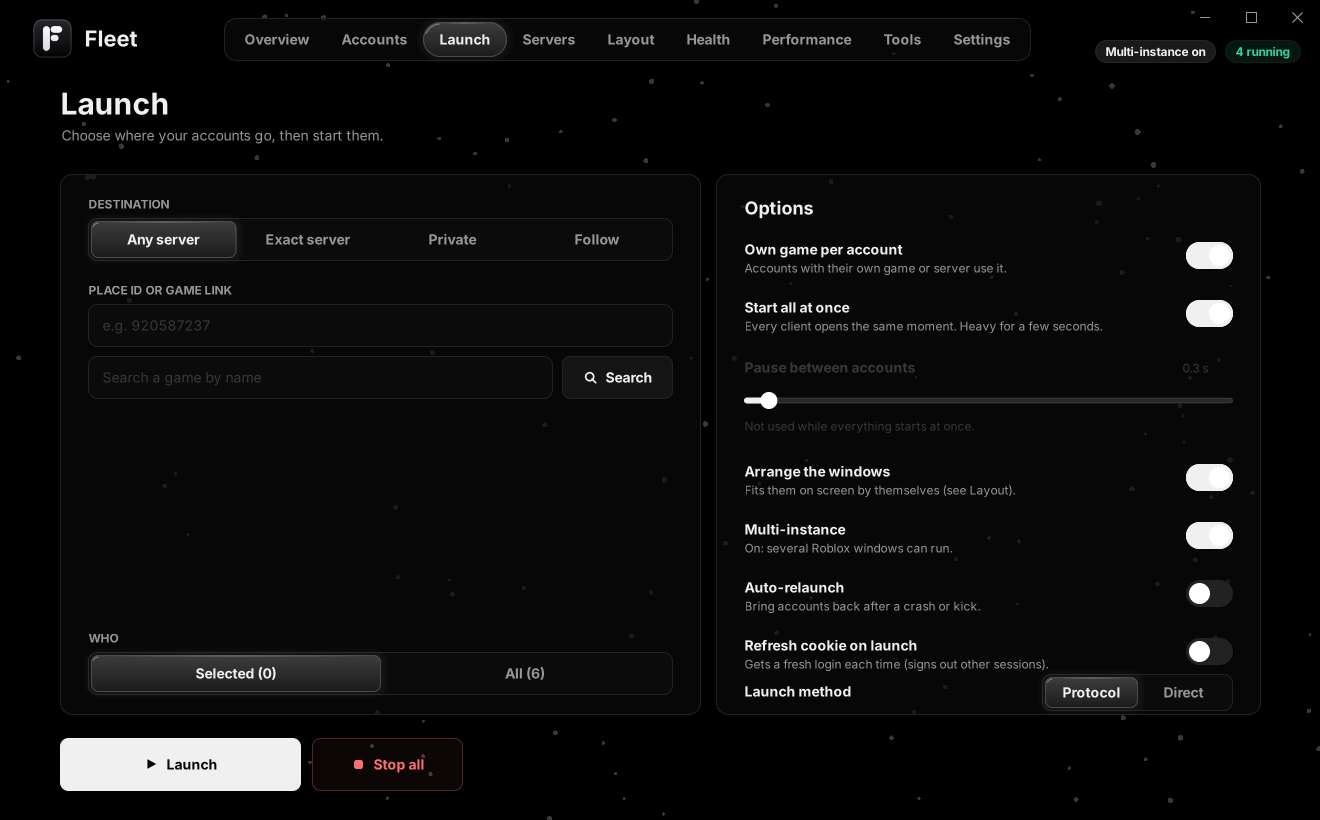 Fleet
Overview Accounts Launch Servers Layout Health Performance Tools Settings
Multi-instance on 4 running
Launch
Choose where your accounts go, then start them.
DESTINATION
Any server Exact server Private Follow
PLACE ID OR GAME LINK
e.g. 920587237
Search a game by name Search
WHO
Selected (0) All (6)
Launch Stop all
Options
Own game per account
Accounts with their own game or server use it.
Start all at once
Every client opens the same moment. Heavy for a few seconds.
Pause between accounts 0.3 s
Not used while everything starts at once.
Arrange the windows
Fits them on screen by themselves (see Layout).
Multi-instance
On: several Roblox windows can run.
Auto-relaunch
Bring accounts back after a crash or kick.
Refresh cookie on launch
Gets a fresh login each time (signs out other sessions).
Launch method Protocol Direct